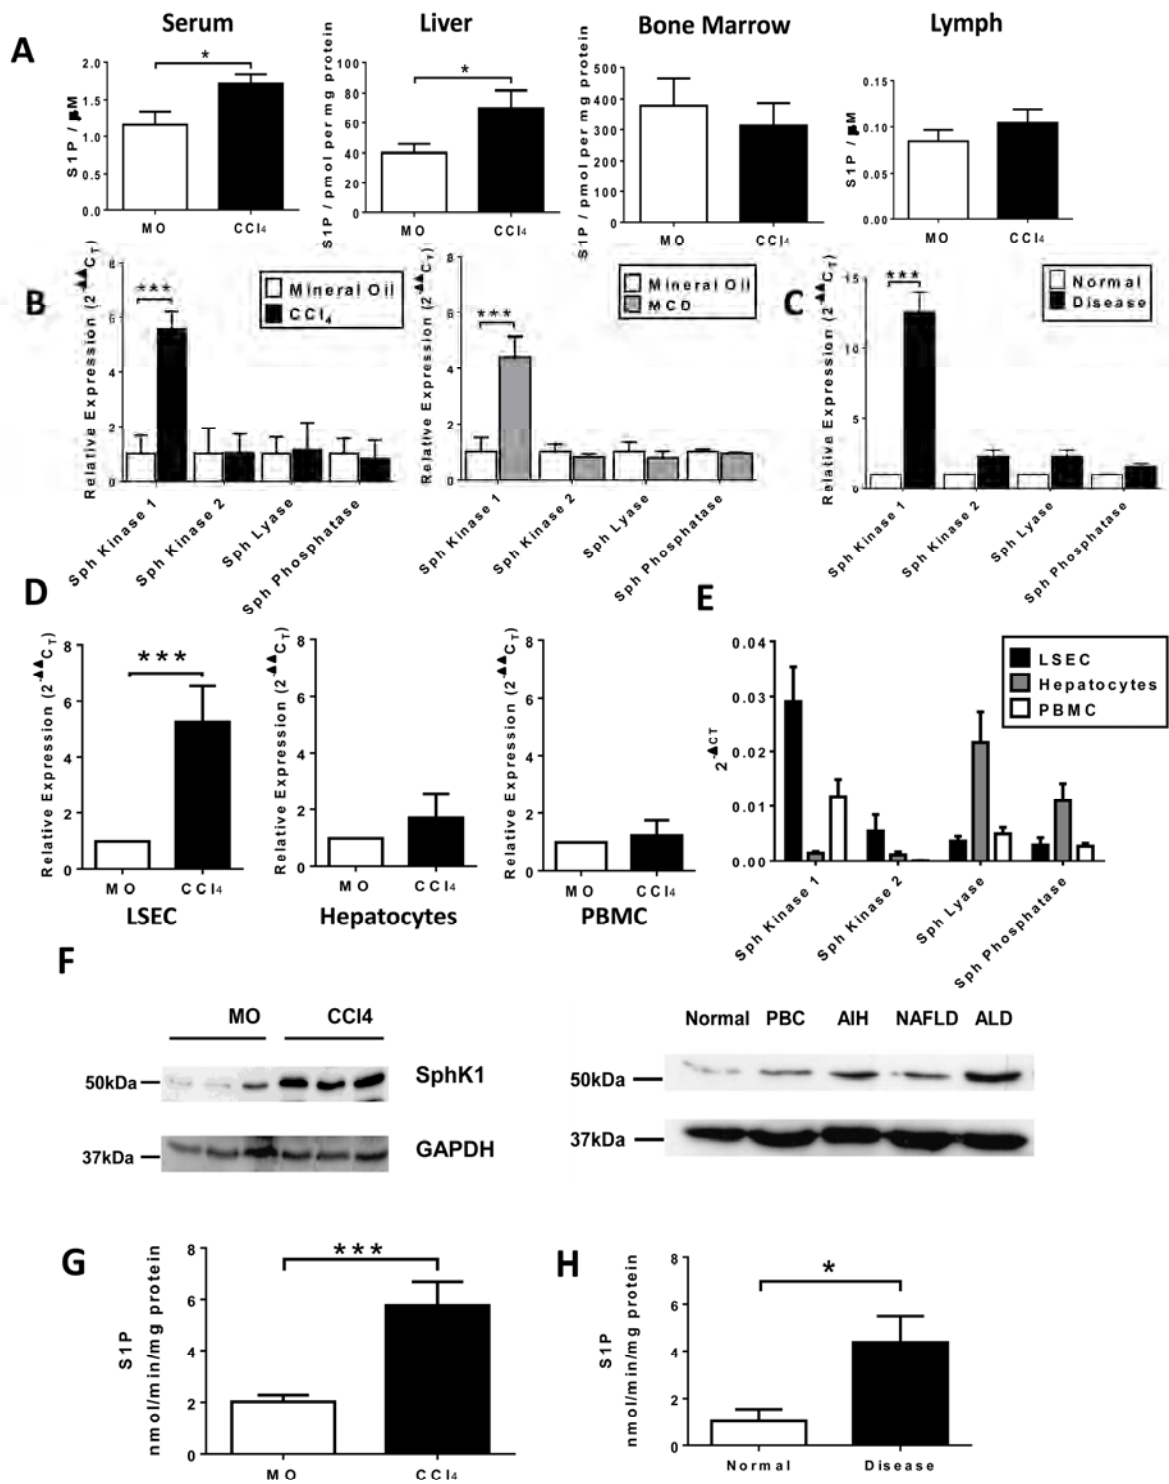 Serum
Liver
Bone Marrow
Lymph
A
S1P / µM
2.0
1.5
1.0
0.5
0.0
*
MO
CCl4
S1P / pmol per mg protein
100
80
60
40
20
0
*
MO
CCl4
S1P / pmol per mg protein
500
400
300
200
100
0
MO
CCl4
S1P / µM
0.15
0.10
0.05
0.00
MO
CCl4
B
Relative Expression (2-▲▲CT)
8
6
4
2
0
***
Mineral Oil
CCl4
Sph Kinase 1
Sph Kinase 2
Sph Lyase
Sph Phosphatase
Relative Expression (2-▲▲CT)
8
6
4
2
0
***
Mineral Oil
MCD
Sph Kinase 1
Sph Kinase 2
Sph Lyase
Sph Phosphatase
C
Relative Expression (2-▲▲CT)
15
10
5
0
***
Normal
Disease
Sph Kinase 1
Sph Kinase 2
Sph Lyase
Sph Phosphatase
D
Relative Expression (2-▲▲CT)
8
6
4
2
0
***
MO
CCl4
LSEC
Relative Expression (2-▲▲CT)
8
6
4
2
0
MO
CCl4
Hepatocytes
Relative Expression (2-▲▲CT)
8
6
4
2
0
MO
CCl4
PBMC
E
2-▲CT
0.04
0.03
0.02
0.01
0.00
LSEC
Hepatocytes
PBMC
Sph Kinase 1
Sph Kinase 2
Sph Lyase
Sph Phosphatase
F
MO
CCl4
50kDa
SphK1
37kDa
GAPDH
Normal PBC AIH NAFLD ALD
50kDa
37kDa
G
S1P
nmol/min/mg protein
8
6
4
2
0
***
MO
CCl4
H
S1P
nmol/min/mg protein
8
6
4
2
0
*
Normal
Disease